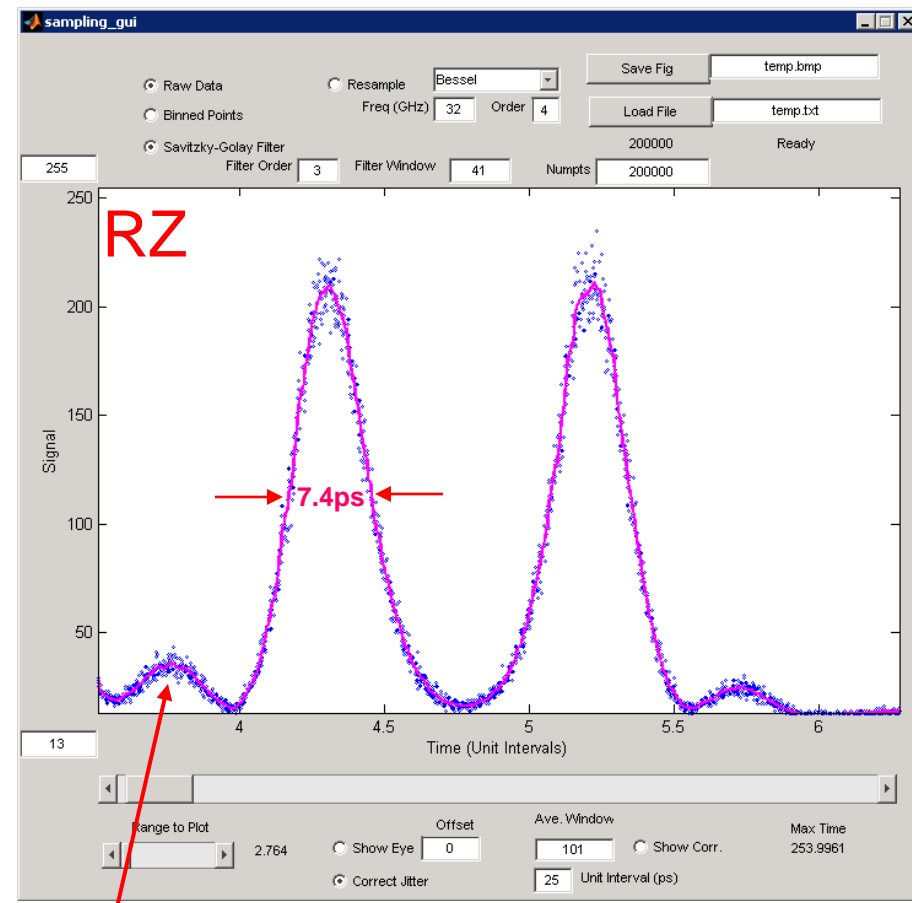 sampling_gui
Raw Data
Resample Bessel
Save Fig temp.bmp
Binned Points
Freq (GHz) 32 Order 4
Load File temp.txt
Savitzky-Golay Filter
200000 Ready
255
Filter Order 3 Filter Window 41 Numpts 200000
250
RZ
200
150
Signal
7.4ps
100
50
4 4.5 5 5.5 6
13
Time (Unit Intervals)
Range to Plot
2.764
Show Eye
Offset
0
Ave. Window
101
Show Corr.
Max Time
253.9961
Correct Jitter
25 Unit Interval (ps)